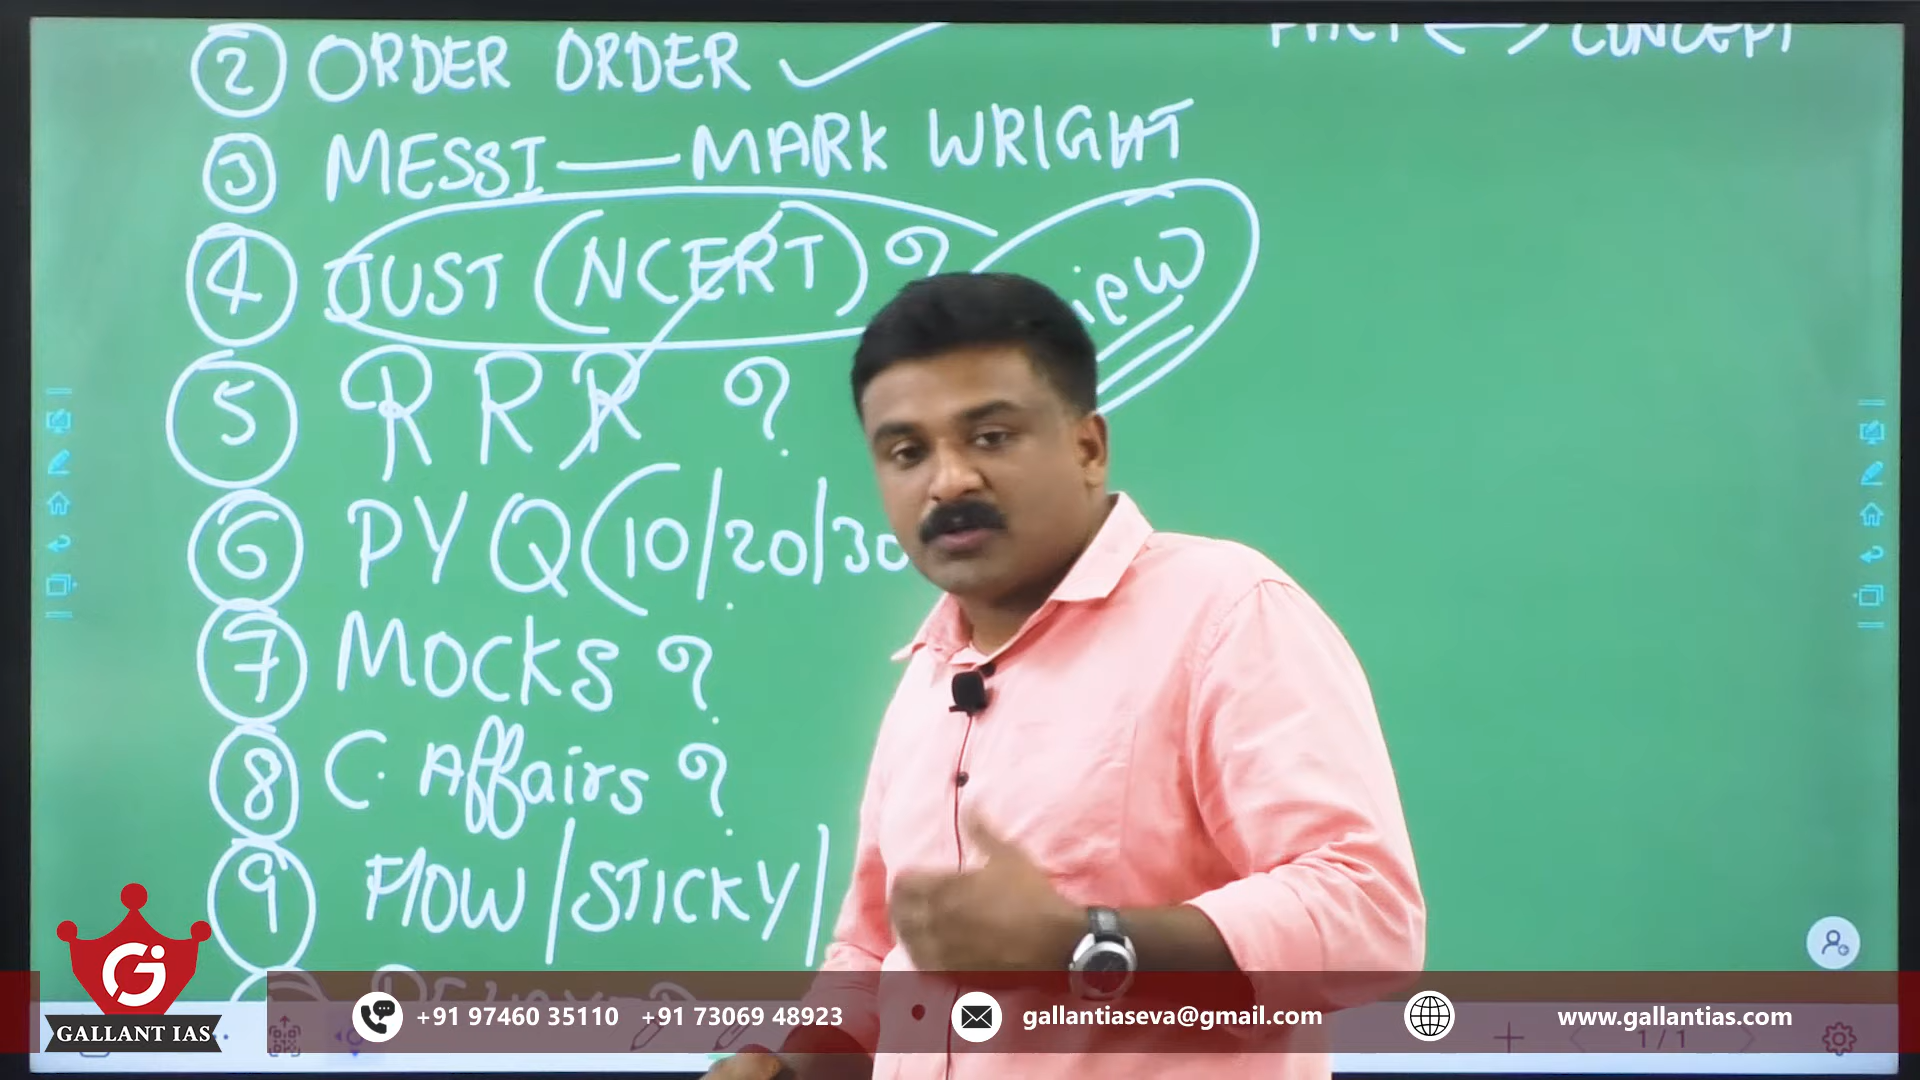 FACT CONCEPT
2 ORDER ORDER
3 MESSI — MARK WRIGHT
4 JUST (NCERT) ?
5 R R R ?
6 PYQ (10/20/30
7 MOCKS ?
8 C. Affairs ?
9 FLOW/STICKY/
GALLANT IAS
+91 97460 35110 +91 73069 48923
gallantiaseva@gmail.com
www.gallantias.com
1/1